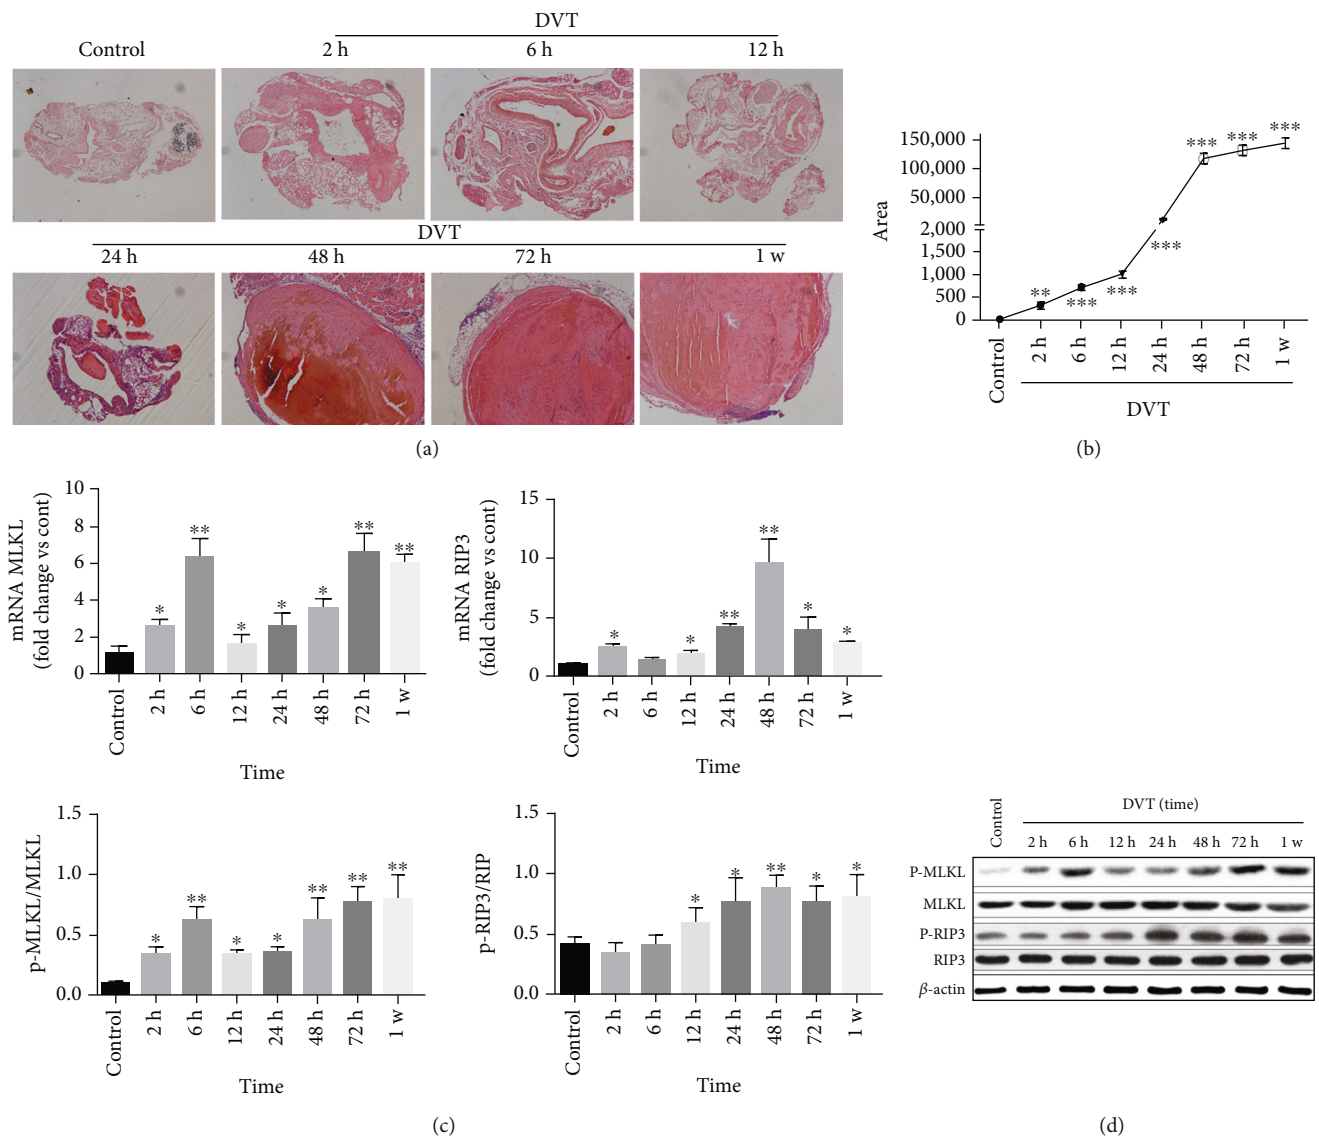 DVT
Control 2 h 6 h 12 h
DVT
24 h 48 h 72 h 1 w
(a)
Area
150,000
100,000
50,000
2,000
1,500
1,000
500
0
** *** *** *** *** *** ***
Control 2 h 6 h 12 h 24 h 48 h 72 h 1 w
DVT
(b)
mRNA MLKL
(fold change vs cont)
10
8
6
4
2
0
* ** * * * ** **
Control 2 h 6 h 12 h 24 h 48 h 72 h 1 w
Time
mRNA RIP3
(fold change vs cont)
15
10
5
0
* * ** ** * *
Control 2 h 6 h 12 h 24 h 48 h 72 h 1 w
Time
p-MLKL/MLKL
1.5
1.0
0.5
0.0
* ** * * ** ** **
Control 2 h 6 h 12 h 24 h 48 h 72 h 1 w
Time
p-RIP3/RIP
1.5
1.0
0.5
0.0
* * ** * *
Control 2 h 6 h 12 h 24 h 48 h 72 h 1 w
Time
(c)
DVT (time)
Control 2 h 6 h 12 h 24 h 48 h 72 h 1 w
P-MLKL
MLKL
P-RIP3
RIP3
β-actin
(d)